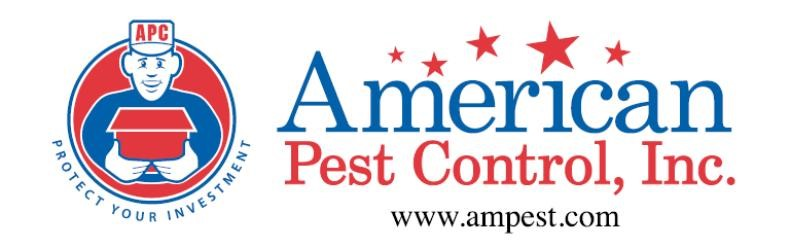 APC
PROTECT YOUR INVESTMENT
American
Pest Control, Inc.
www.ampest.com